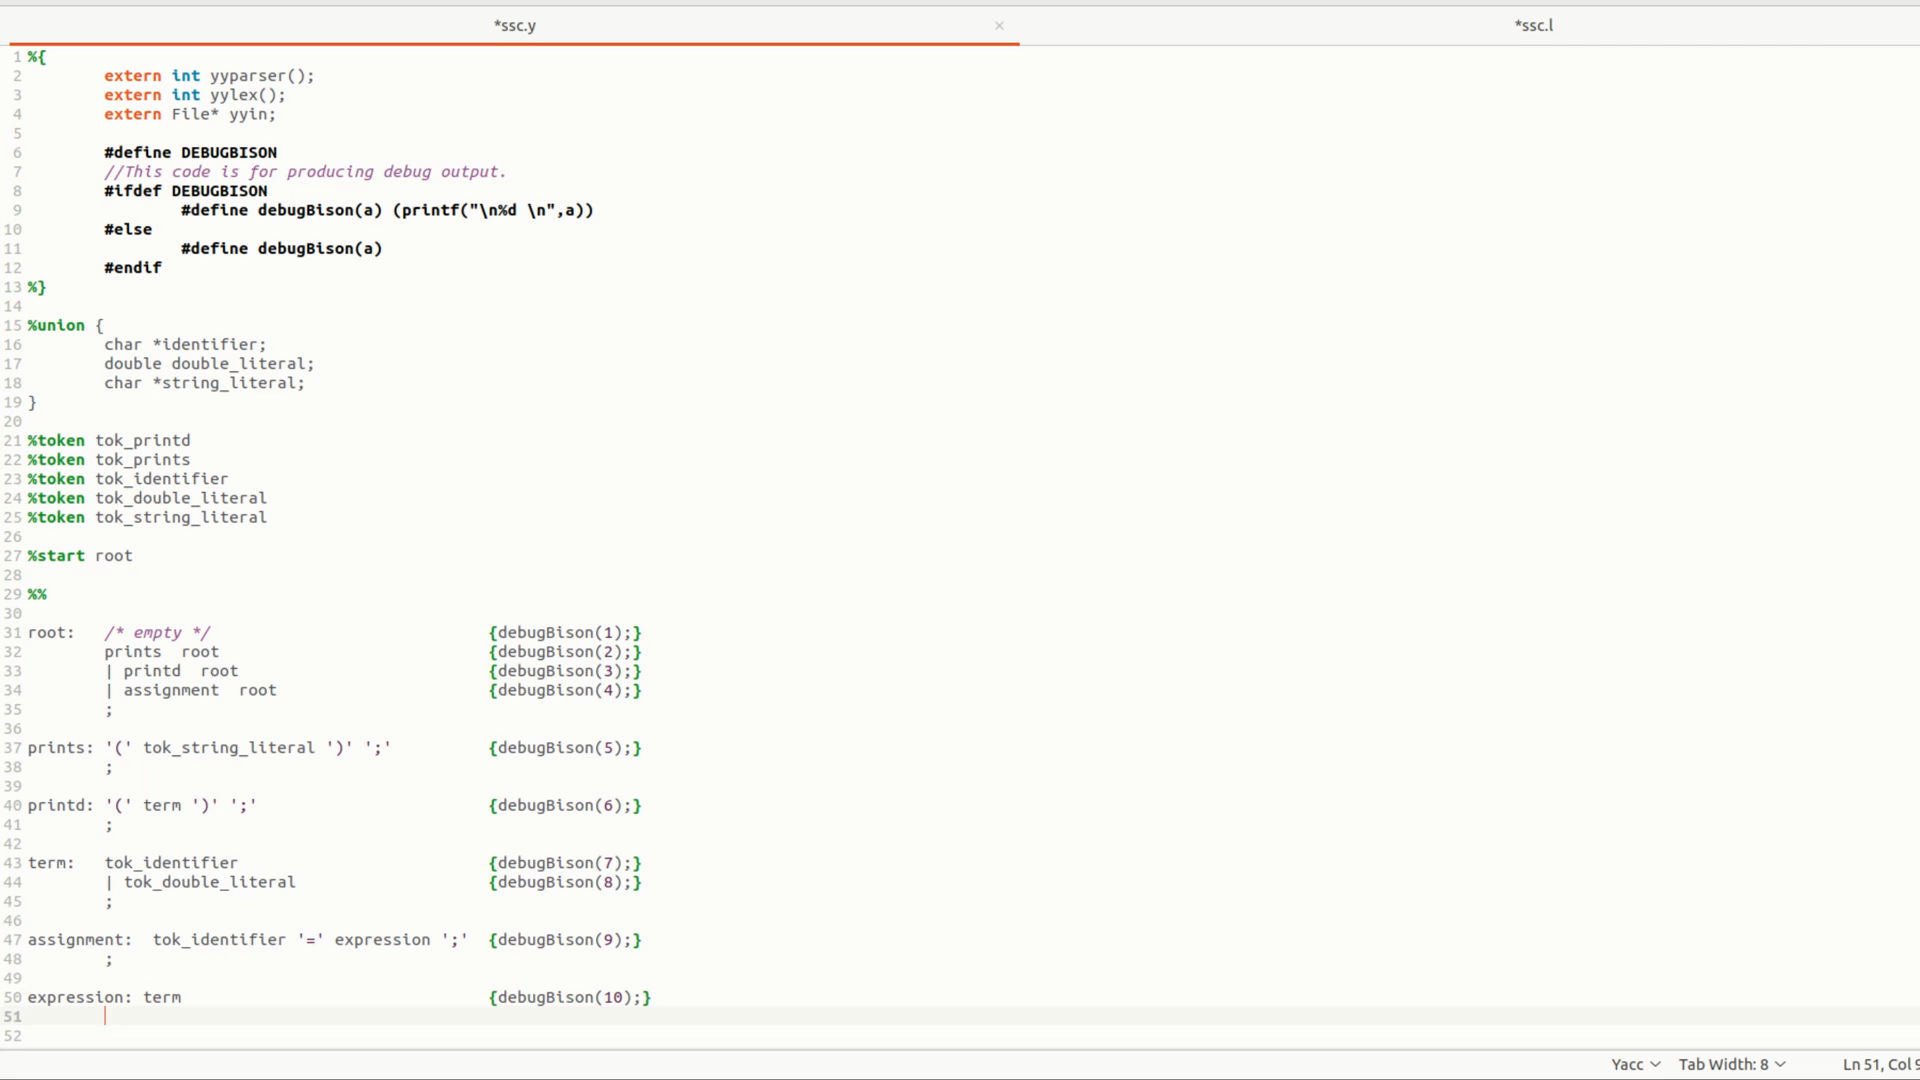 *ssc.y × *ssc.l
1 %{
2 extern int yyparser();
3 extern int yylex();
4 extern File* yyin;
5
6 #define DEBUGBISON
7 //This code is for producing debug output.
8 #ifdef DEBUGBISON
9 #define debugBison(a) (printf("\n%d \n",a))
10 #else
11 #define debugBison(a)
12 #endif
13 %}
14
15 %union {
16 char *identifier;
17 double double_literal;
18 char *string_literal;
19 }
20
21 %token tok_printd
22 %token tok_prints
23 %token tok_identifier
24 %token tok_double_literal
25 %token tok_string_literal
26
27 %start root
28
29 %%
30
31 root: /* empty */ {debugBison(1);}
32 prints root {debugBison(2);}
33 | printd root {debugBison(3);}
34 | assignment root {debugBison(4);}
35 ;
36
37 prints: '(' tok_string_literal ')' ';' {debugBison(5);}
38 ;
39
40 printd: '(' term ')' ';' {debugBison(6);}
41 ;
42
43 term: tok_identifier {debugBison(7);}
44 | tok_double_literal {debugBison(8);}
45 ;
46
47 assignment: tok_identifier '=' expression ';' {debugBison(9);}
48 ;
49
50 expression: term {debugBison(10);}
51
52
Yacc Tab Width: 8 Ln 51, Col 9